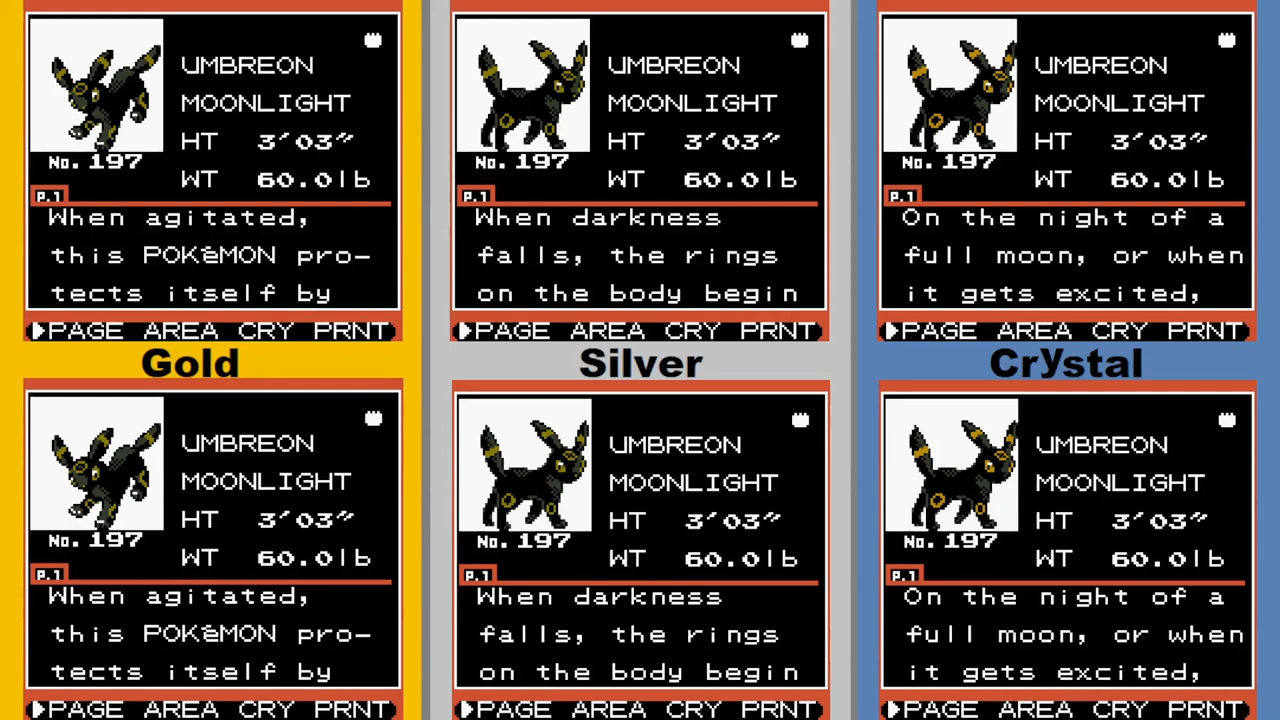 UMBREON
MOONLIGHT
HT 3′03″
No. 197
WT 60.0lb
P.1
When agitated,
this POKéMON pro-
tects itself by
PAGE AREA CRY PRNT
UMBREON
MOONLIGHT
HT 3′03″
No. 197
WT 60.0lb
P.1
When darkness
falls, the rings
on the body begin
PAGE AREA CRY PRNT
UMBREON
MOONLIGHT
HT 3′03″
No. 197
WT 60.0lb
P.1
On the night of a
full moon, or when
it gets excited,
PAGE AREA CRY PRNT
Gold
Silver
Crystal
UMBREON
MOONLIGHT
HT 3′03″
No. 197
WT 60.0lb
P.1
When agitated,
this POKéMON pro-
tects itself by
PAGE AREA CRY PRNT
UMBREON
MOONLIGHT
HT 3′03″
No. 197
WT 60.0lb
P.1
When darkness
falls, the rings
on the body begin
PAGE AREA CRY PRNT
UMBREON
MOONLIGHT
HT 3′03″
No. 197
WT 60.0lb
P.1
On the night of a
full moon, or when
it gets excited,
PAGE AREA CRY PRNT